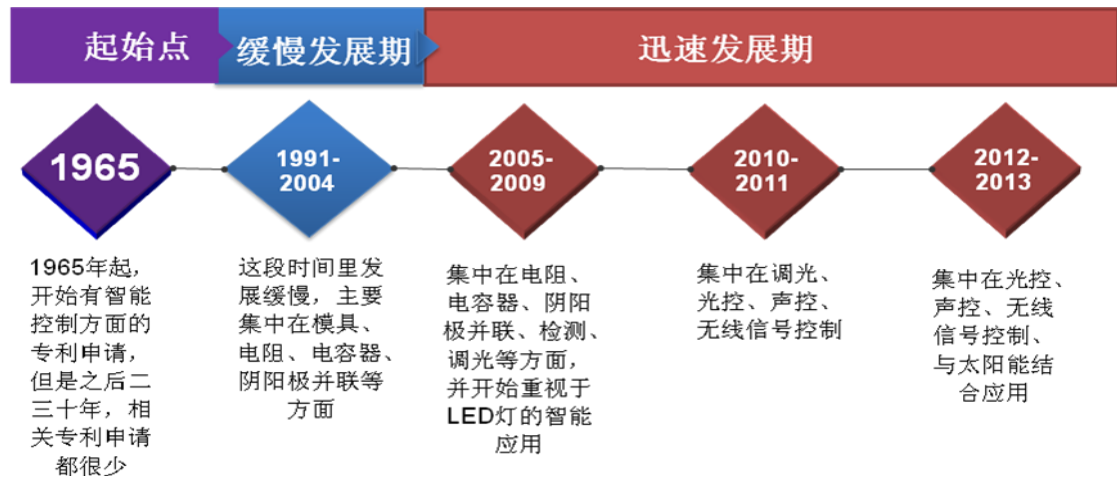 起始点
缓慢发展期
迅速发展期
1965
1991-
2004
2005-
2009
2010-
2011
2012-
2013
1965年起，
开始有智能
控制方面的
专利申请，
但是之后二
三十年，相
关专利申请
都很少
这段时间里发
展缓慢，主要
集中在模具、
电阻、电容器、
阴阳极并联等
方面
集中在电阻、
电容器、阴阳
极并联、检测、
调光等方面，
并开始重视于
LED灯的智能
应用
集中在调光、
光控、声控、
无线信号控制
集中在光控、
声控、无线
信号控制、
与太阳能结
合应用